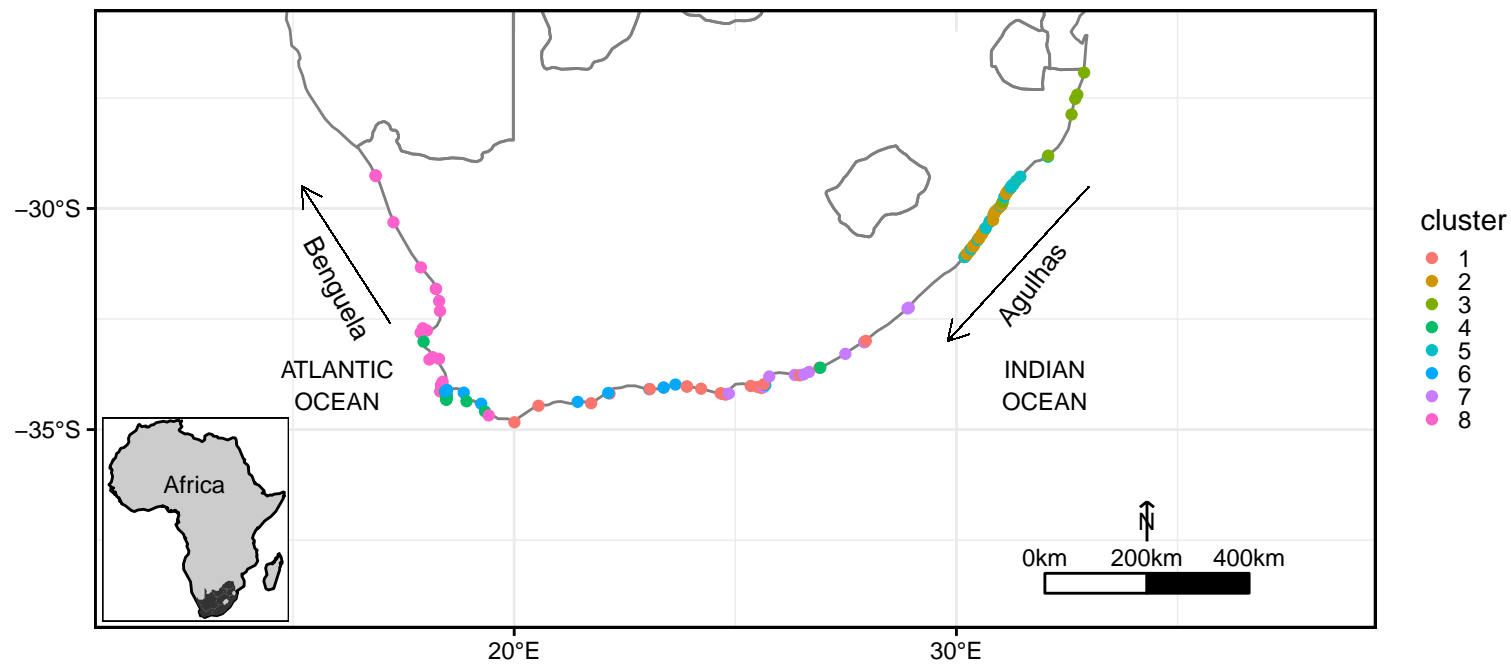 −30°S
−35°S
20°E
30°E
Benguela
Agulhas
ATLANTIC
OCEAN
INDIAN
OCEAN
Africa
N
0km 200km 400km
cluster
1
2
3
4
5
6
7
8